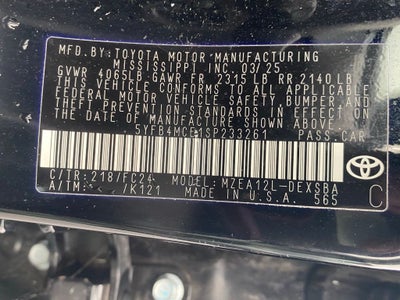 MFD.BY:TOYOTA MOTOR MANUFACTURING
MISSISSIPPI INC 03/25
GVWR 4065LB GAWR FR 2315 LB RR 2140 LB
THIS VEHICLE CONFORMS TO ALL APPLICABLE
FEDERAL MOTOR VEHICLE SAFETY, BUMPER, AND
THEFT PREVENTION STANDARDS IN EFFECT ON
THE DATE OF MANUFACTURE SHOWN ABOVE.
5YFB4MCE1SP233261 PASS.CAR
C/TR:218/FC24 MODEL:MZEA12L-DEXSBA
A/TM: /K121 MADE IN U.S.A. 565
TOYOTA
C